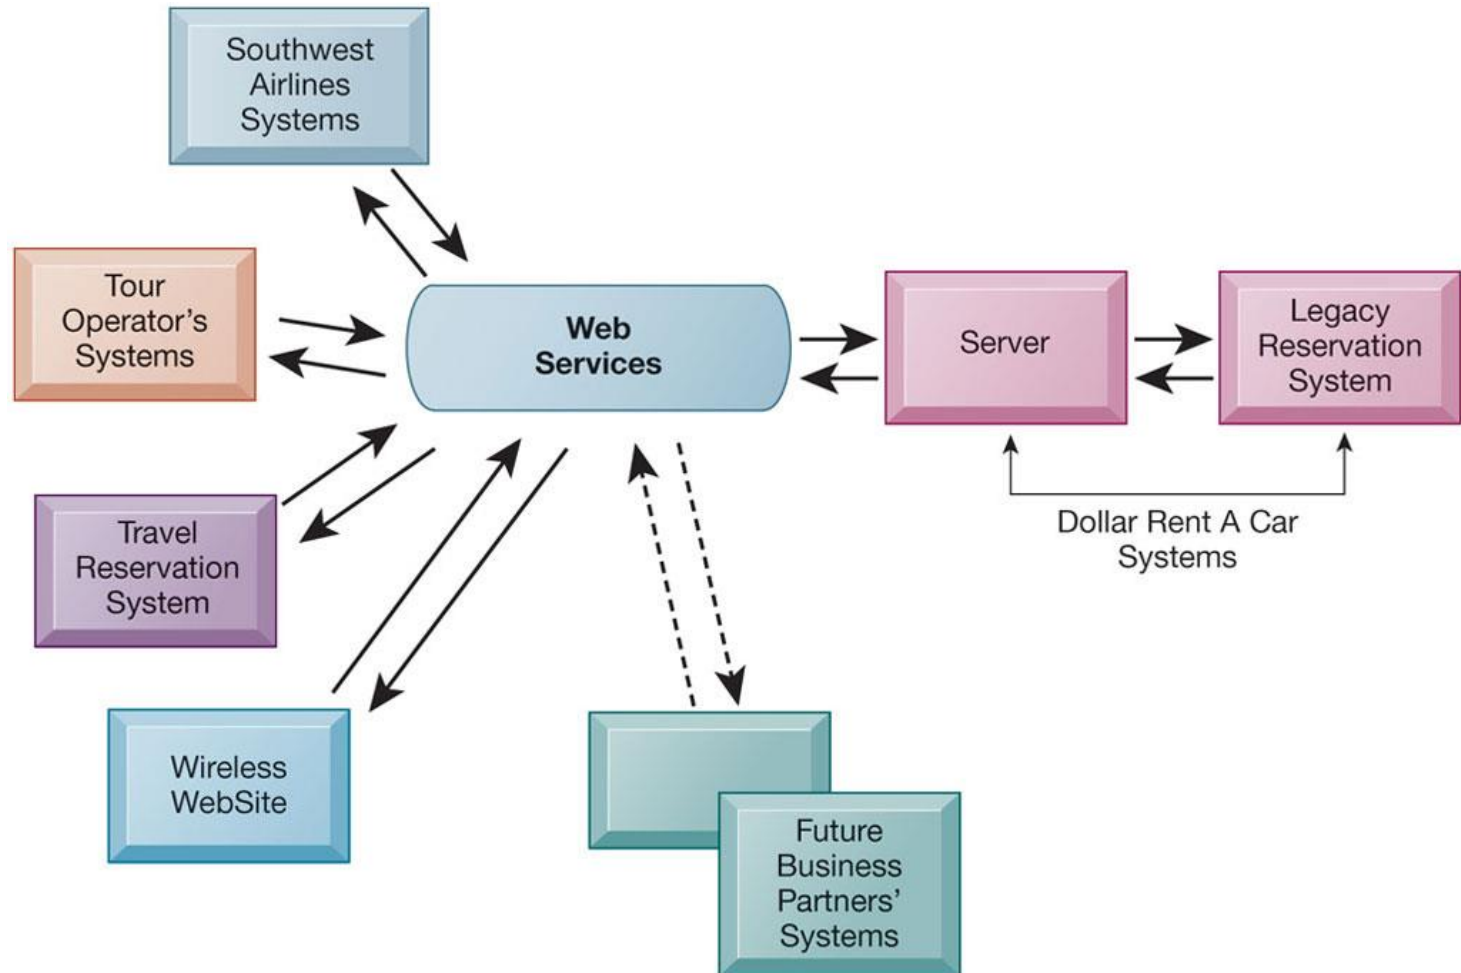 Southwest
Airlines
Systems
Tour
Operator's
Systems
Web
Services
Server
Legacy
Reservation
System
Dollar Rent A Car
Systems
Travel
Reservation
System
Wireless
WebSite
Future
Business
Partners'
Systems